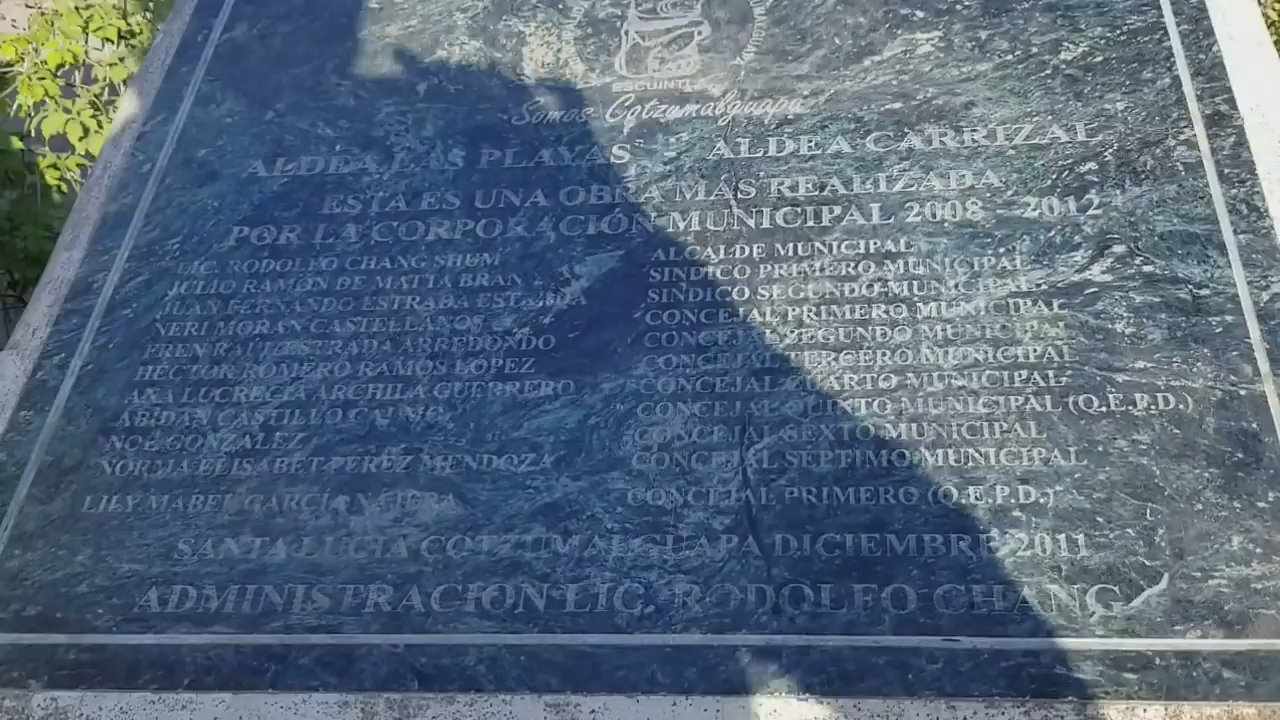 ESCUINTLA
Somos Cotzumalguapa
ALDEA LAS PLAYAS ALDEA CARRIZAL
ESTA ES UNA OBRA MAS REALIZADA
POR LA CORPORACIÓN MUNICIPAL 2008 2012
LIC. RODOLFO CHANG SHUM ALCALDE MUNICIPAL
JULIO RAMÓN DE MATTA BRAN SINDICO PRIMERO MUNICIPAL
JUAN FERNANDO ESTRADA ESTRADA SINDICO SEGUNDO MUNICIPAL
NERI MORAN CASTELLANOS CONCEJAL PRIMERO MUNICIPAL
ESTRADA ARREDONDO CONCEJAL SEGUNDO MUNICIPAL
HÉCTOR ROMERO RAMOS LÓPEZ CONCEJAL TERCERO MUNICIPAL
ANA LUCRECIA ARCHILA GUERRERO CONCEJAL CUARTO MUNICIPAL
ABIDAN CASTILLO CONCEJAL QUINTO MUNICIPAL (Q.E.P.D.)
NOÉ GONZÁLEZ CONCEJAL SEXTO MUNICIPAL
NORMA ELISABET PÉREZ MENDOZA CONCEJAL SÉPTIMO MUNICIPAL
LILY MABEL GARCÍA NAJERA CONCEJAL PRIMERO (Q.E.P.D.)
SANTA LUCIA COTZUMALGUAPA DICIEMBRE 2011
ADMINISTRACION LIC. RODOLFO CHANG